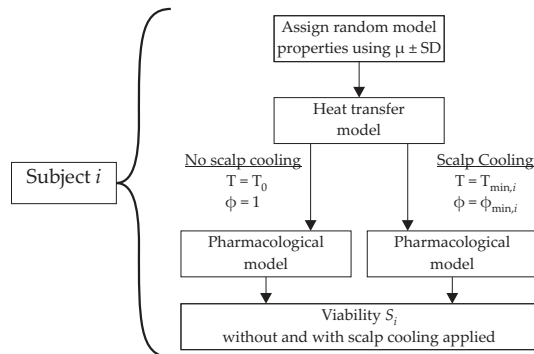 Assign random model
properties using μ ± SD
Heat transfer
model
No scalp cooling
T = T₀
ϕ = 1
Scalp Cooling
T = Tmin,i
ϕ = ϕmin,i
Subject i
Pharmacological
model
Pharmacological
model
Viability Sᵢ
without and with scalp cooling applied